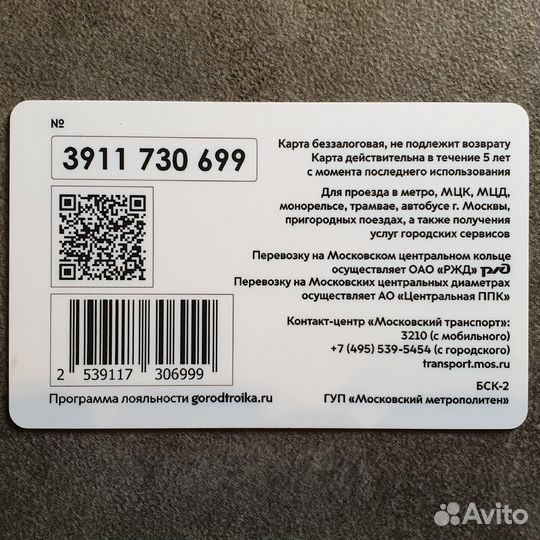 №
3911 730 699
Карта беззалоговая, не подлежит возврату
Карта действительна в течение 5 лет
с момента последнего использования
Для проезда в метро, МЦК, МЦД,
монорельсе, трамвае, автобусе г. Москвы,
пригородных поездах, а также получения
услуг городских сервисов
Перевозку на Московском центральном кольце
осуществляет ОАО «РЖД» РЖД
Перевозку на Московских центральных диаметрах
осуществляет АО «Центральная ППК»
Контакт-центр «Московский транспорт»:
3210 (с мобильного)
+7 (495) 539-5454 (с городского)
transport.mos.ru
2 539117 306999
БСК-2
Программа лояльности gorodtroika.ru
ГУП «Московский метрополитен»
Avito